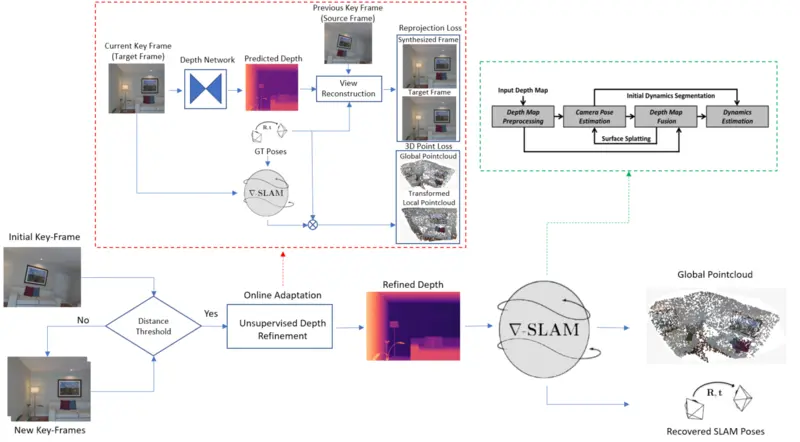 Previous Key Frame
(Source Frame)
Reprojection Loss
Synthesized Frame
Current Key Frame
(Target Frame)
Depth Network
Predicted Depth
View
Reconstruction
Target Frame
R, t
GT Poses
∇-SLAM
3D Point Loss
Global Pointcloud
Transformed
Local Pointcloud
Input Depth Map
Initial Dynamics Segmentation
Depth Map
Preprocessing
Camera Pose
Estimation
Depth Map
Fusion
Dynamics
Estimation
Surface Splatting
Initial Key-Frame
No
Distance
Threshold
Yes
New Key-Frames
Online Adaptation
Unsupervised Depth
Refinement
Refined Depth
∇-SLAM
Global Pointcloud
R, t
Recovered SLAM Poses